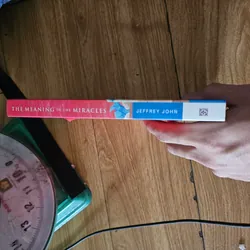 THE MEANING IN THE MIRACLES
JEFFREY JOHN